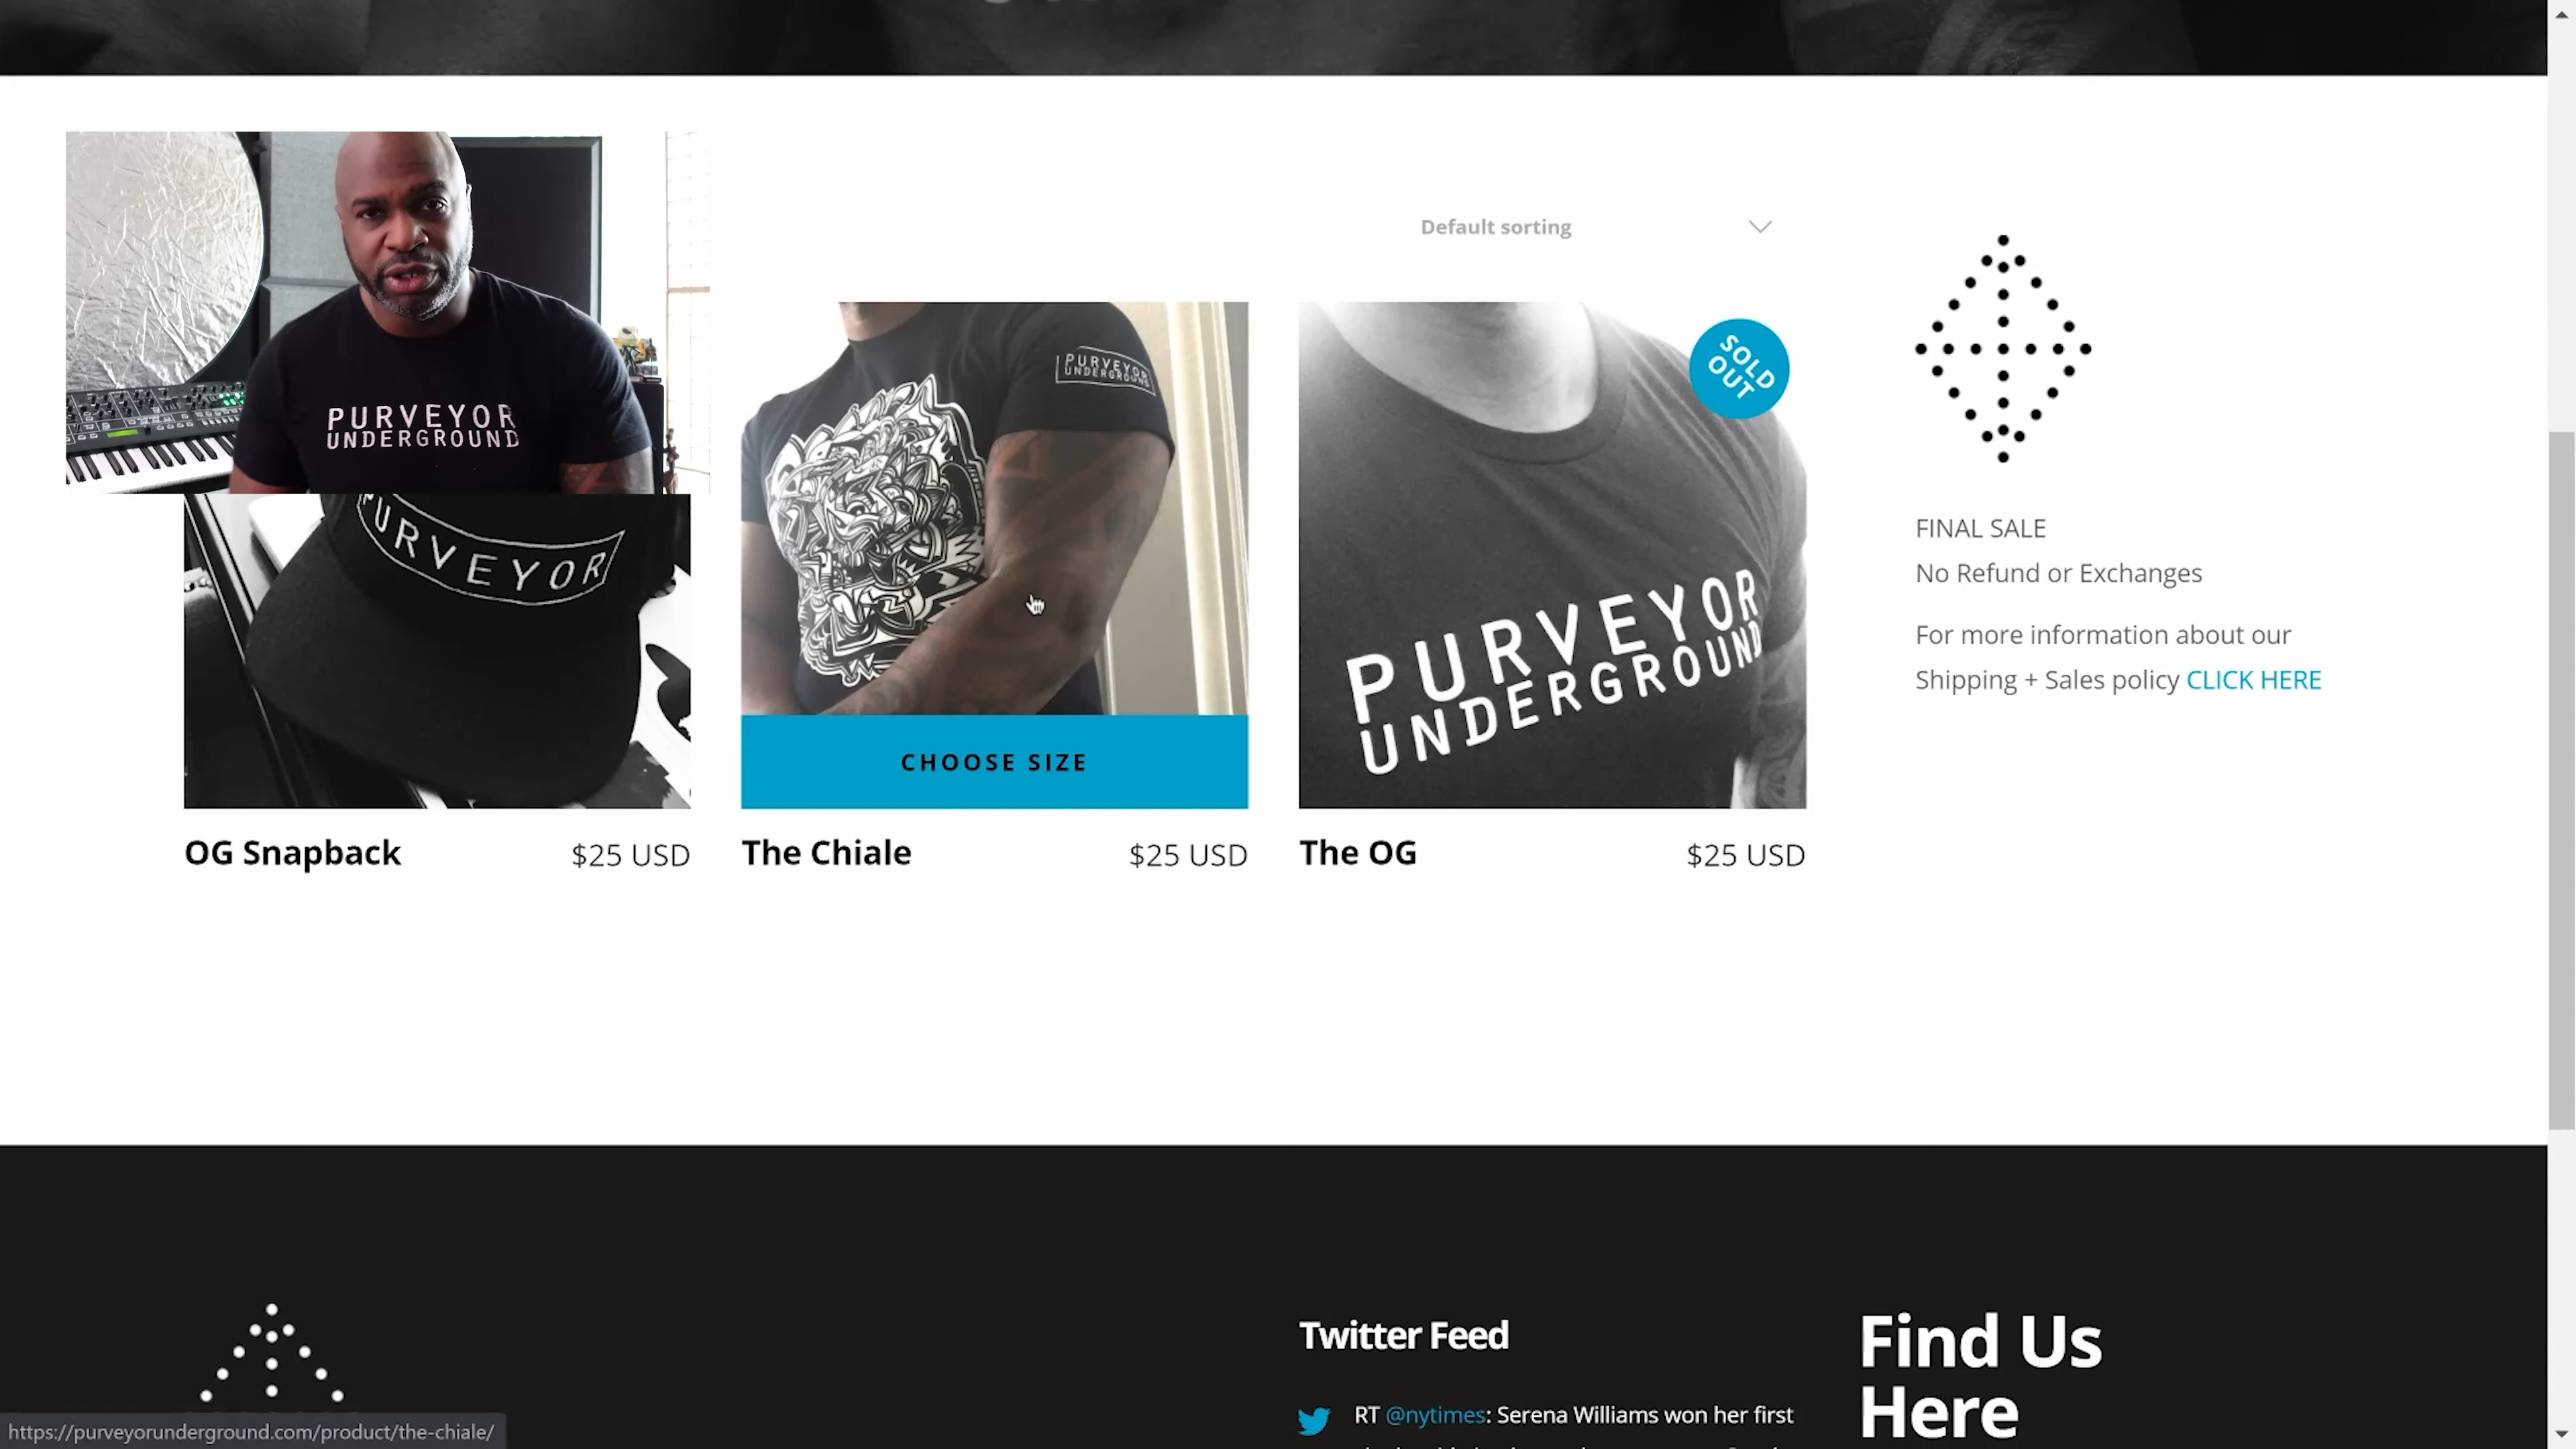 Default sorting
PURVEYOR
UNDERGROUND
PURVEYOR
PURVEYOR
UNDERGROUND
SOLD
OUT
PURVEYOR
UNDERGROUND
CHOOSE SIZE
OG Snapback
$25 USD
The Chiale
$25 USD
The OG
$25 USD
FINAL SALE
No Refund or Exchanges
For more information about our
Shipping + Sales policy CLICK HERE
Twitter Feed
RT @nytimes: Serena Williams won her first
Find Us
Here
https://purveyorunderground.com/product/the-chiale/